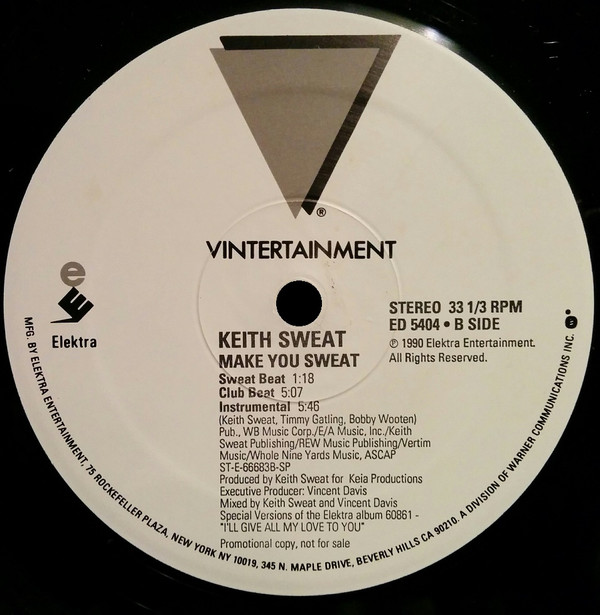 ®
VINTERTAINMENT
e
Elektra
STEREO 33 1/3 RPM
ED 5404 • B SIDE
℗ 1990 Elektra Entertainment.
All Rights Reserved.
KEITH SWEAT
MAKE YOU SWEAT
Sweat Beat 1:18
Club Beat 5:07
Instrumental 5:46
(Keith Sweat, Timmy Gatling, Bobby Wooten)
Pub., WB Music Corp./E/A Music, Inc./Keith
Sweat Publishing/REW Music Publishing/Vertim
Music/Whole Nine Yards Music, ASCAP
ST-E-66683B-SP
Produced by Keith Sweat for Keia Productions
Executive Producer: Vincent Davis
Mixed by Keith Sweat and Vincent Davis
Special Versions of the Elektra album 60861 -
"I'LL GIVE ALL MY LOVE TO YOU"
Promotional copy, not for sale
MFG. BY ELEKTRA ENTERTAINMENT, 75 ROCKEFELLER PLAZA, NEW YORK NY 10019, 345 N. MAPLE DRIVE, BEVERLY HILLS CA 90210. A DIVISION OF WARNER COMMUNICATIONS INC.